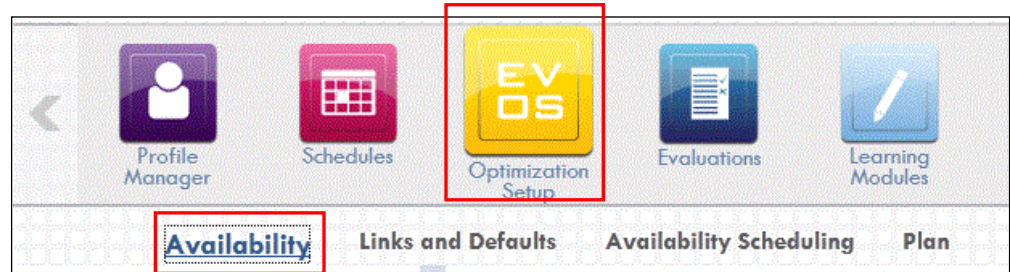 EV
OS
Profile
Manager
Schedules
Optimization
Setup
Evaluations
Learning
Modules
Availability
Links and Defaults
Availability Scheduling
Plan